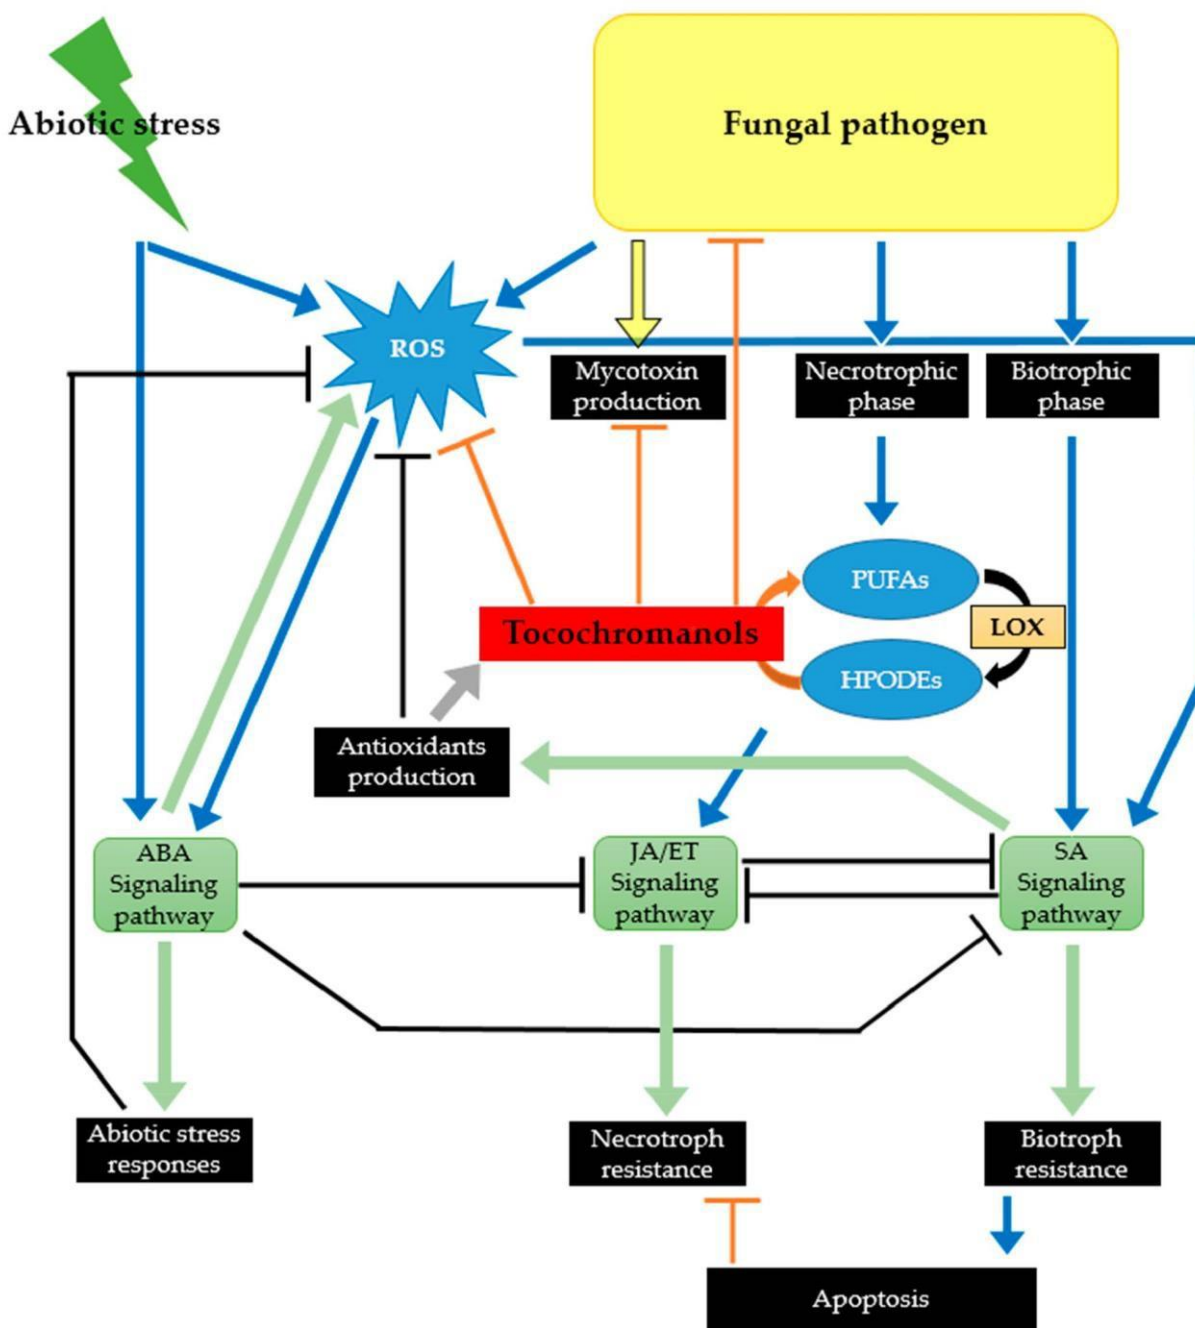 Abiotic stress
Fungal pathogen
ROS
Mycotoxin
production
Necrotrophic
phase
Biotrophic
phase
PUFAs
LOX
Tocochromanols
HPODEs
Antioxidants
production
ABA
Signaling
pathway
JA/ET
Signaling
pathway
SA
Signaling
pathway
Abiotic stress
responses
Necrotroph
resistance
Biotroph
resistance
Apoptosis